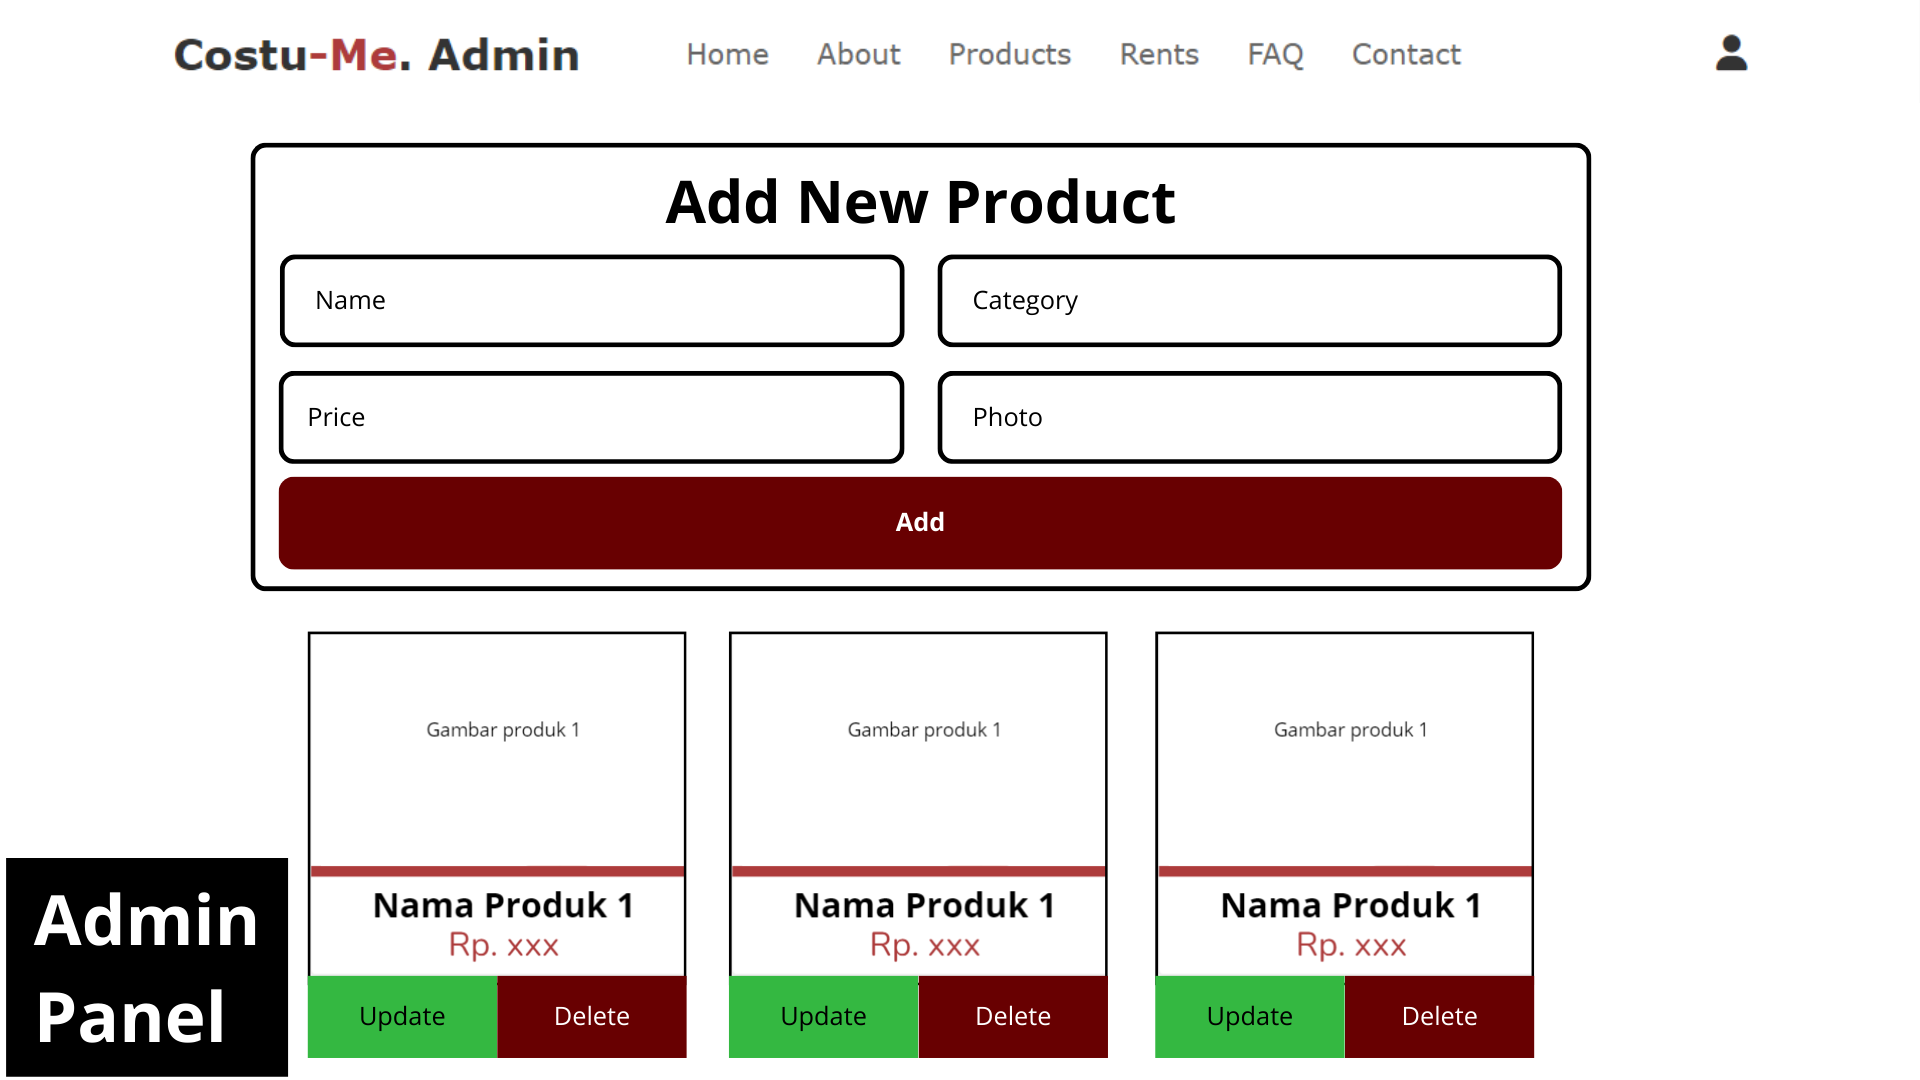 Costu-Me. Admin
Home About Products Rents FAQ Contact
Add New Product
Name Category
Price Photo
Add
Gambar produk 1 Gambar produk 1 Gambar produk 1
Nama Produk 1 Nama Produk 1 Nama Produk 1
Rp. xxx Rp. xxx Rp. xxx
Update Delete Update Delete Update Delete
Admin
Panel